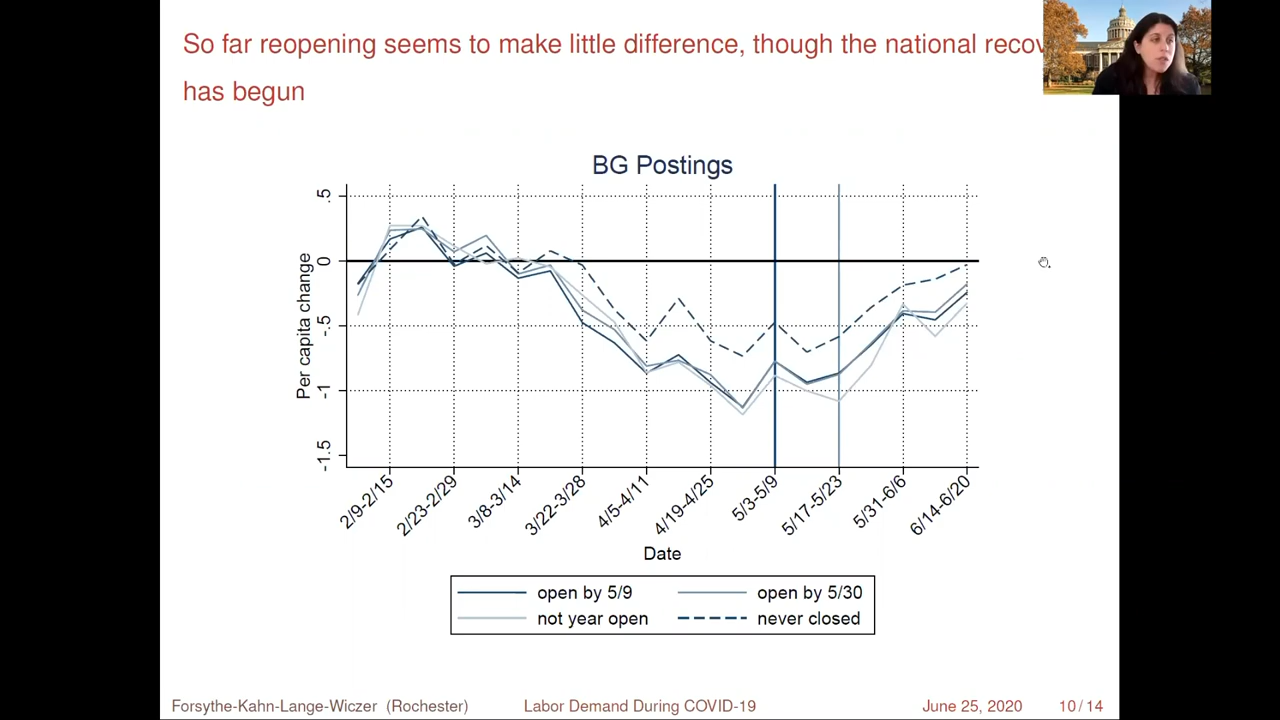 So far reopening seems to make little difference, though the national recov
has begun
BG Postings
.5
0
-.5
-1
-1.5
Per capita change
2/9-2/15
2/23-2/29
3/8-3/14
3/22-3/28
4/5-4/11
4/19-4/25
5/3-5/9
5/17-5/23
5/31-6/6
6/14-6/20
Date
open by 5/9
open by 5/30
not year open
never closed
Forsythe-Kahn-Lange-Wiczer (Rochester)
Labor Demand During COVID-19
June 25, 2020
10 / 14